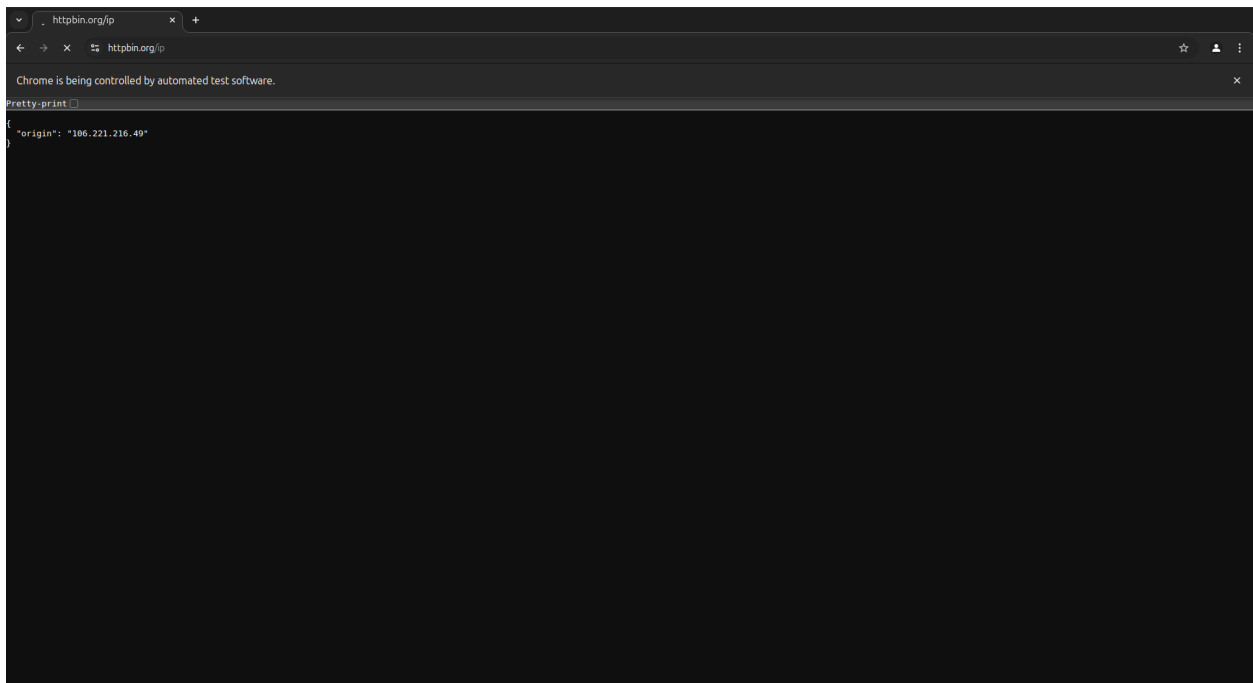 httpbin.org/ip
httpbin.org/ip
Chrome is being controlled by automated test software.
Pretty-print
{
"origin": "106.221.216.49"
}